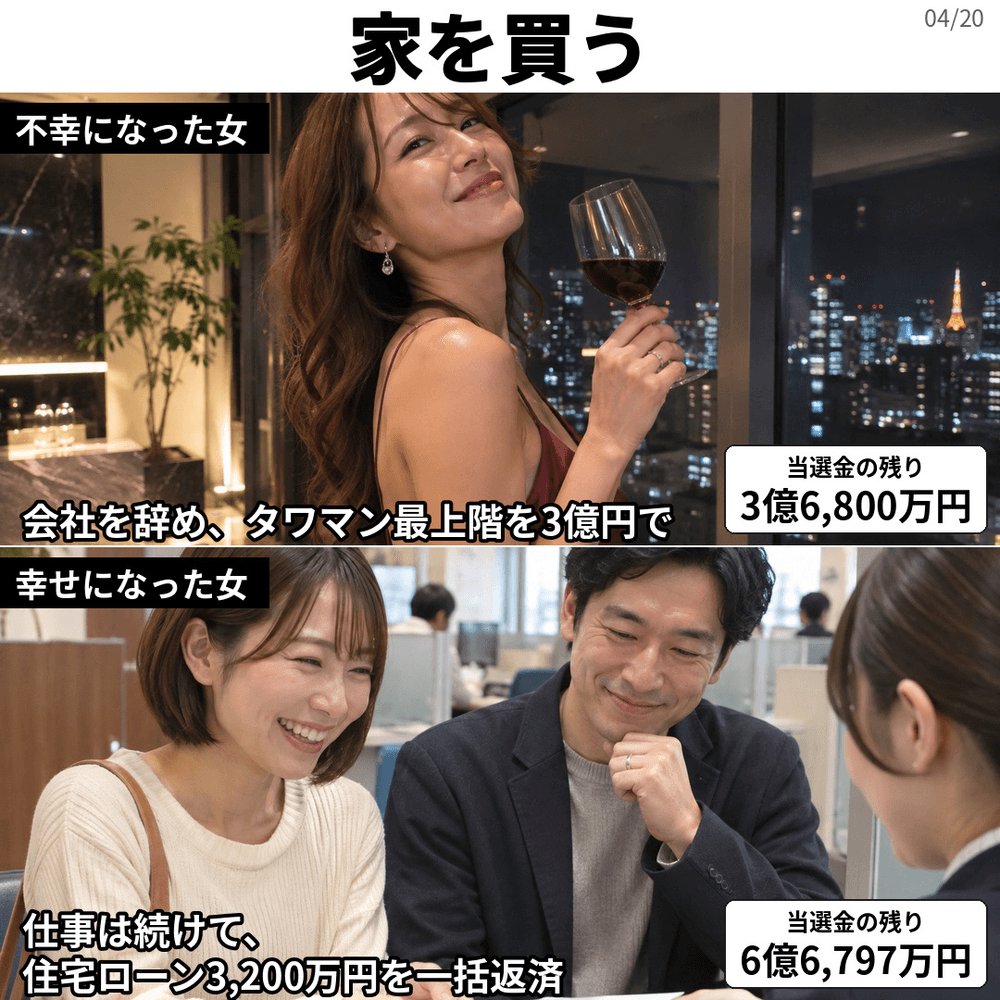 家を買う
04/20
不幸になった女
当選金の残り
3億6,800万円
会社を辞め、タワマン最上階を3億円で
幸せになった女
当選金の残り
6億6,797万円
仕事は続けて、
住宅ローン3,200万円を一括返済